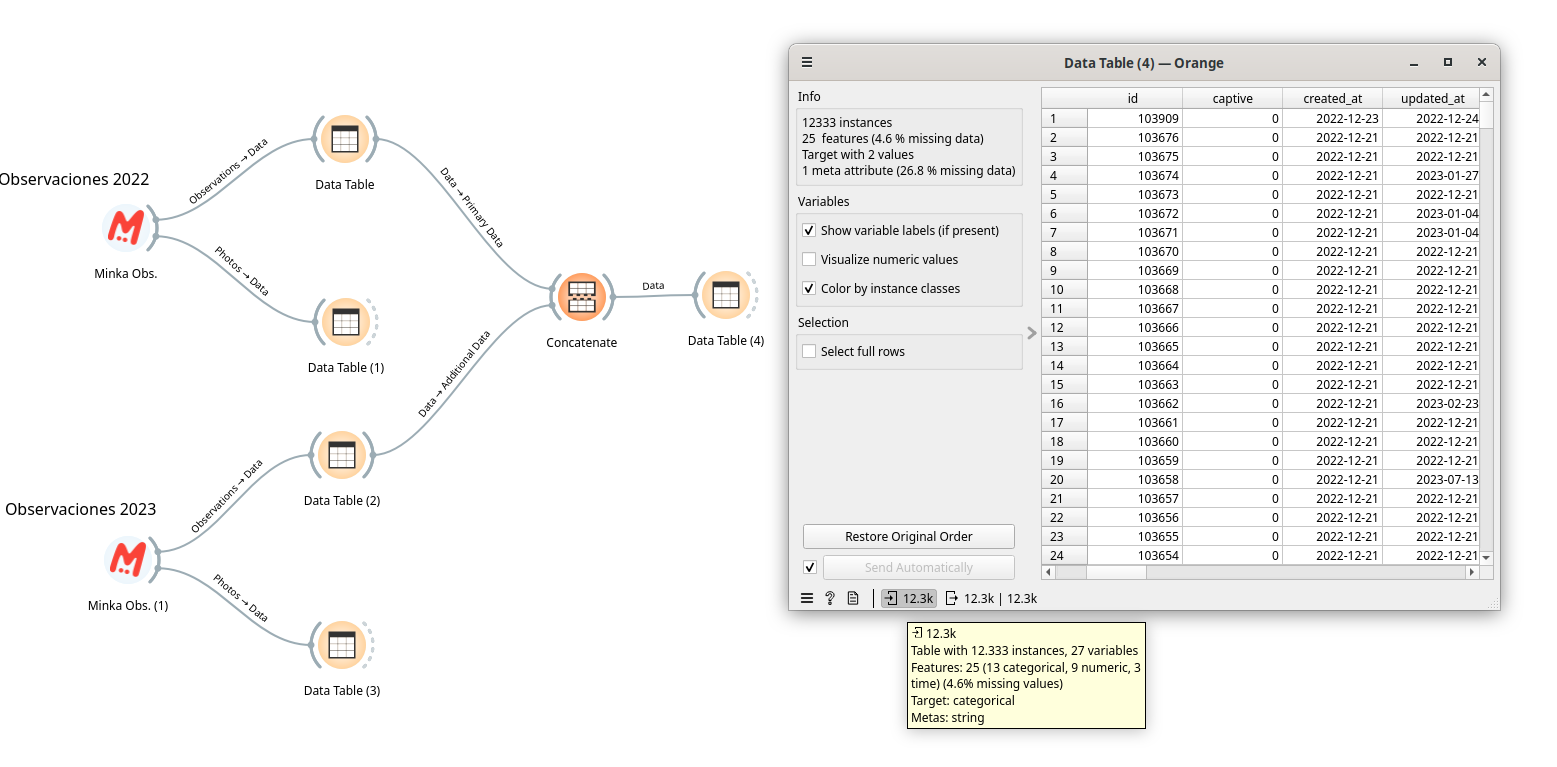 Observaciones 2022
Minka Obs.
Observations → Data
Photos → Data
Data Table
Data Table (1)
Data → Primary Data
Observaciones 2023
Minka Obs. (1)
Observations → Data
Photos → Data
Data Table (2)
Data Table (3)
Data → Additional Data
Concatenate
Data
Data Table (4)
Data Table (4) — Orange
Info
12333 instances
25 features (4.6 % missing data)
Target with 2 values
1 meta attribute (26.8 % missing data)
Variables
Show variable labels (if present)
Visualize numeric values
Color by instance classes
Selection
Select full rows
Restore Original Order
Send Automatically
id captive created_at updated_at
1 103909 0 2022-12-23 2022-12-24
2 103676 0 2022-12-21 2022-12-21
3 103675 0 2022-12-21 2022-12-21
4 103674 0 2022-12-21 2023-01-27
5 103673 0 2022-12-21 2022-12-21
6 103672 0 2022-12-21 2023-01-04
7 103671 0 2022-12-21 2023-01-04
8 103670 0 2022-12-21 2022-12-21
9 103669 0 2022-12-21 2022-12-21
10 103668 0 2022-12-21 2022-12-21
11 103667 0 2022-12-21 2022-12-21
12 103666 0 2022-12-21 2022-12-21
13 103665 0 2022-12-21 2022-12-21
14 103664 0 2022-12-21 2022-12-21
15 103663 0 2022-12-21 2022-12-21
16 103662 0 2022-12-21 2023-02-23
17 103661 0 2022-12-21 2022-12-21
18 103660 0 2022-12-21 2022-12-21
19 103659 0 2022-12-21 2022-12-21
20 103658 0 2022-12-21 2023-07-13
21 103657 0 2022-12-21 2022-12-21
22 103656 0 2022-12-21 2022-12-21
23 103655 0 2022-12-21 2022-12-21
24 103654 0 2022-12-21 2022-12-21
? 12.3k 12.3k | 12.3k
12.3k
Table with 12.333 instances, 27 variables
Features: 25 (13 categorical, 9 numeric, 3
time) (4.6% missing values)
Target: categorical
Metas: string